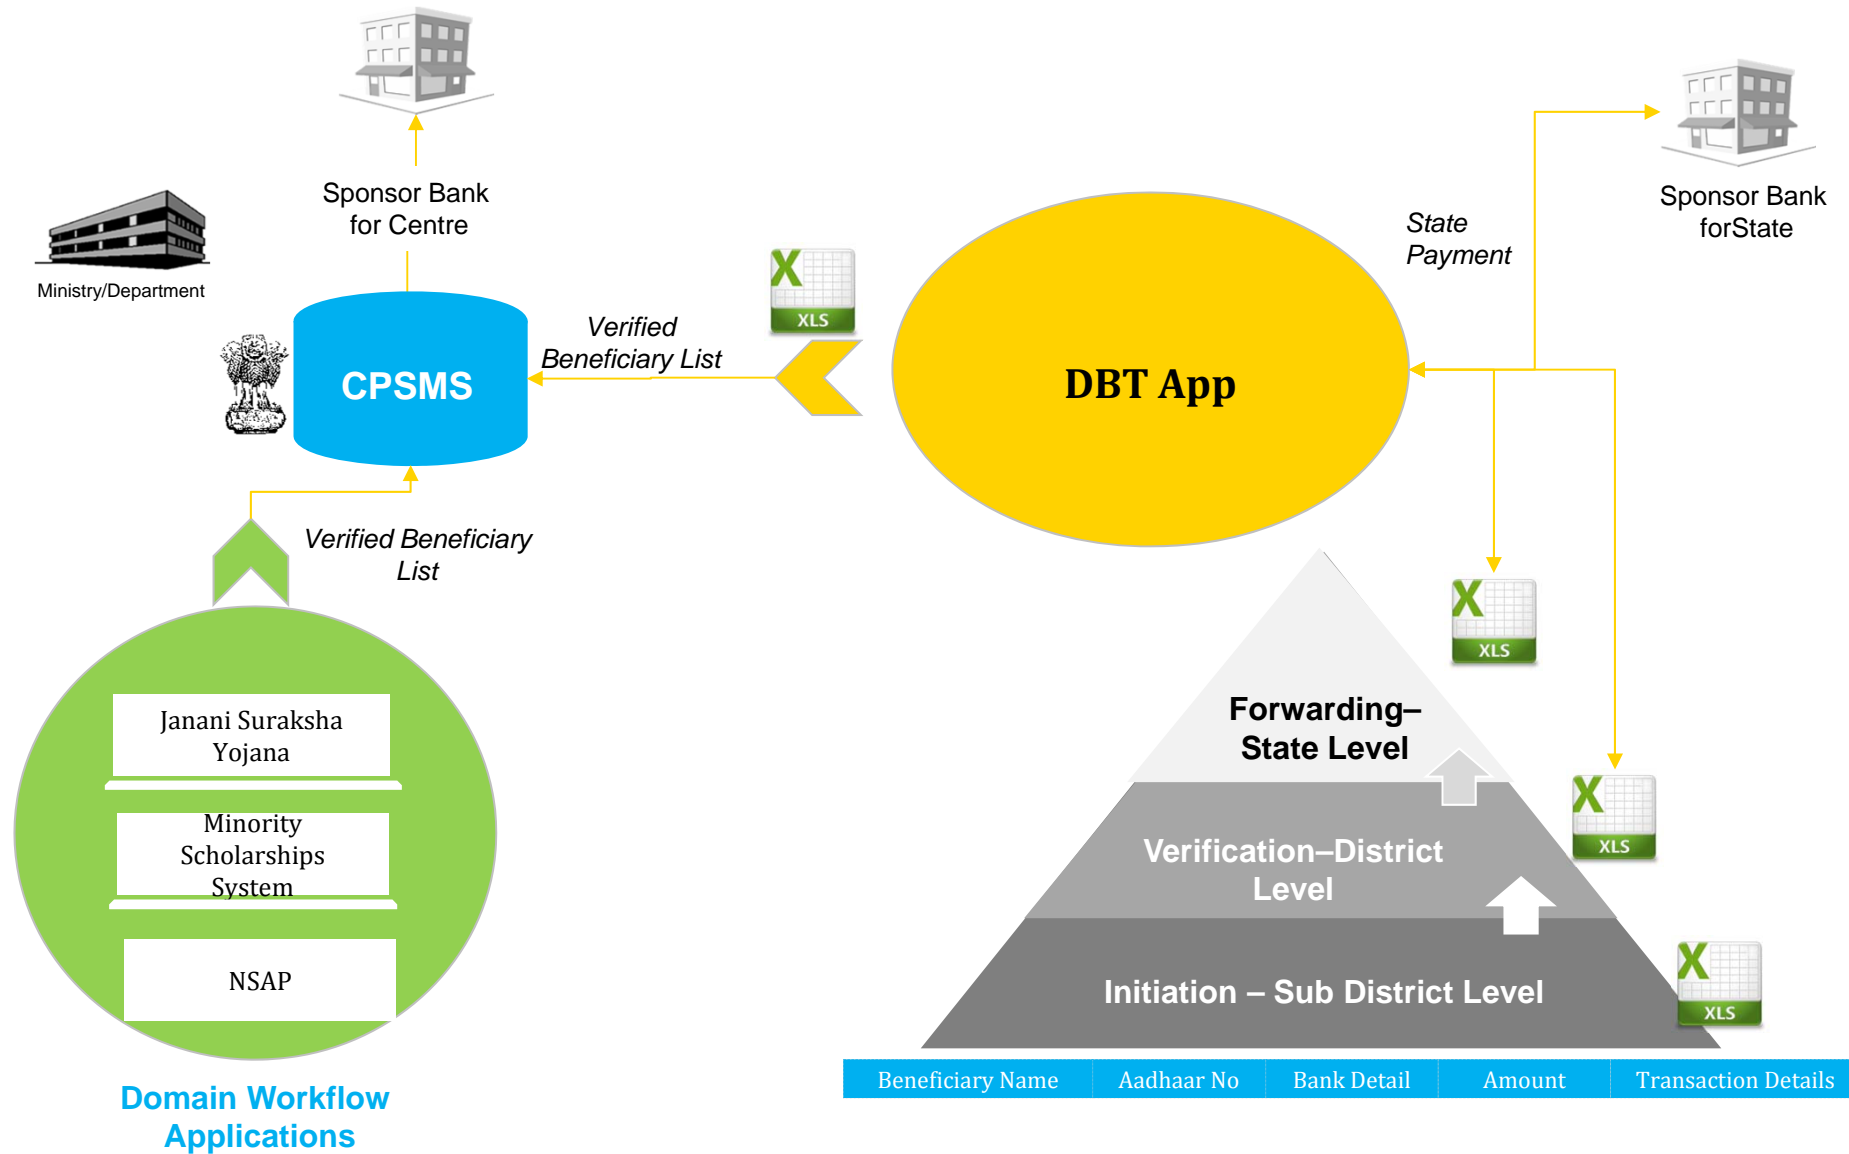 Sponsor Bank
for Centre
Ministry/Department
CPSMS
Verified
Beneficiary List
X
XLS
DBT App
State
Payment
Sponsor Bank
forState
Verified Beneficiary
List
Janani Suraksha
Yojana
Minority
Scholarships
System
NSAP
Domain Workflow
Applications
X
XLS
Forwarding–
State Level
X
XLS
Verification–District
Level
X
XLS
Initiation – Sub District Level
Beneficiary Name Aadhaar No Bank Detail Amount Transaction Details